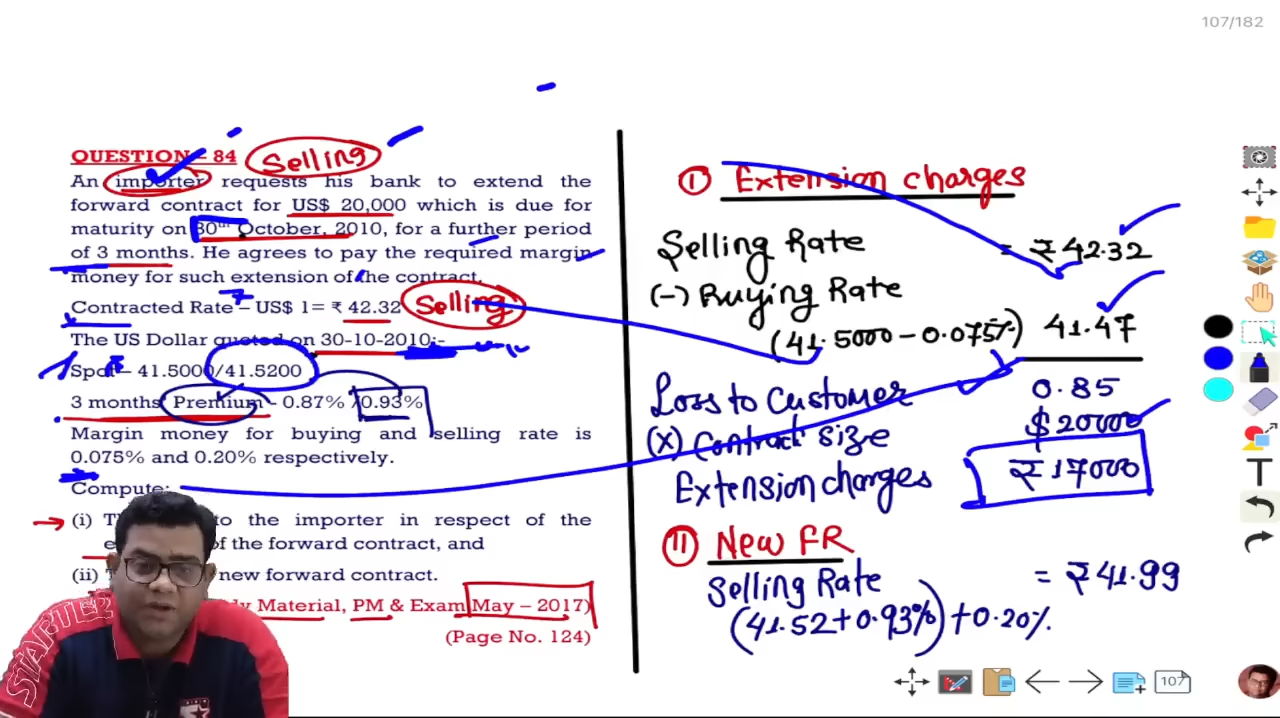 107/182
QUESTION – 84 Selling
An importer requests his bank to extend the
forward contract for US$ 20,000 which is due for
maturity on 30th October, 2010, for a further period
of 3 months. He agrees to pay the required margin
money for such extension of the contract.
Contracted Rate – US$ 1= ₹ 42.32 Selling
The US Dollar quoted on 30-10-2010:-
Spot – 41.5000/41.5200
3 months Premium - 0.87% /0.93%
Margin money for buying and selling rate is
0.075% and 0.20% respectively.
Compute:
(i) to the importer in respect of the
of the forward contract, and
(ii) new forward contract.
Material, PM & Exam May – 2017)
(Page No. 124)
(I) Extension charges
Selling Rate = ₹42.32
(-) Buying Rate
(41.5000 – 0.075%) 41.47
Loss to Customer 0.85
(x) Contract size $20000
Extension charges ₹17000
(II) New FR
Selling Rate = ₹41.99
(41.52+0.93%) + 0.20%
STARTER
107